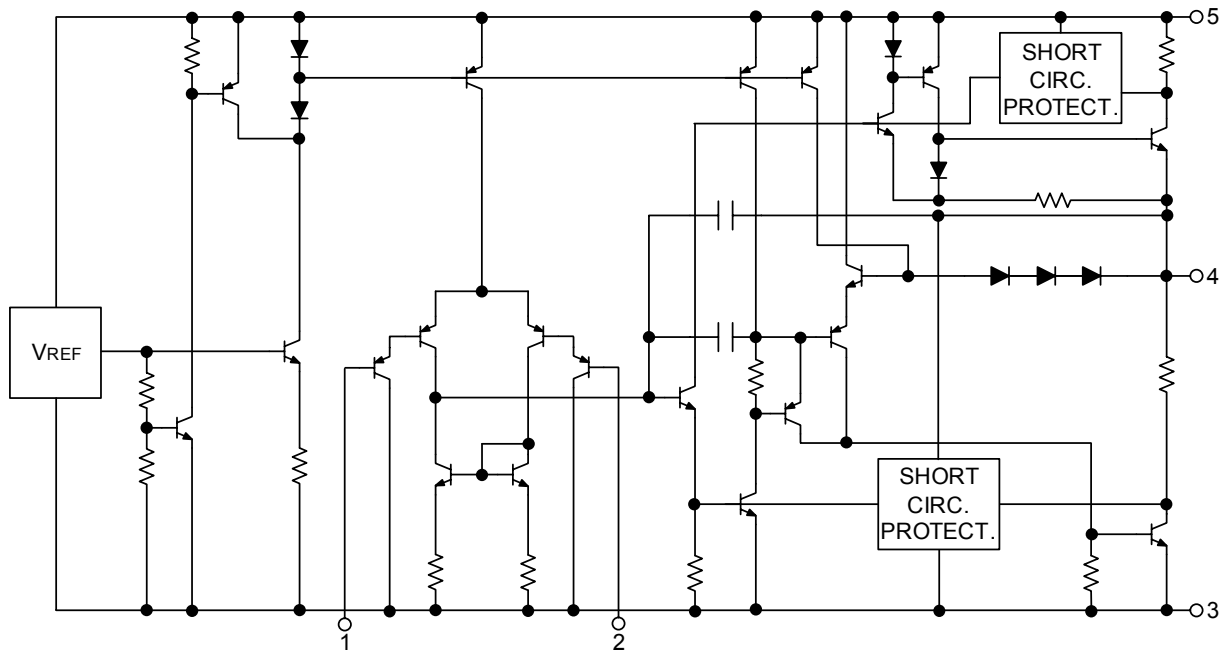 5
SHORT
CIRC.
PROTECT.
4
VREF
SHORT
CIRC.
PROTECT.
3
1
2